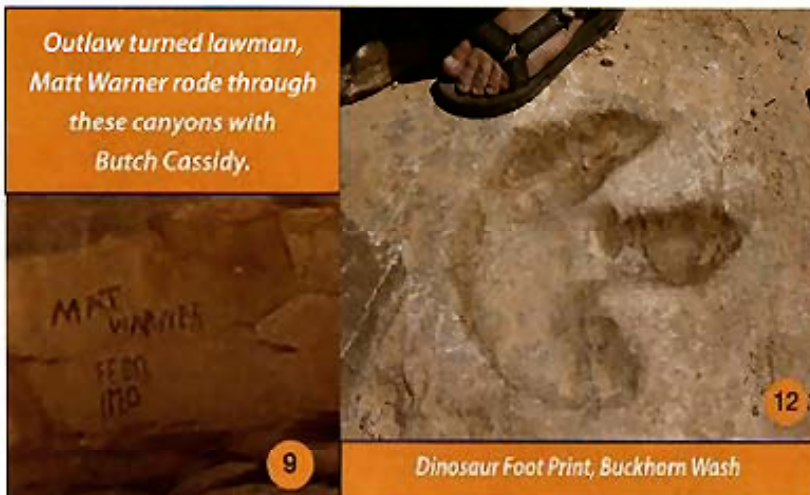 Outlaw turned lawman,
Matt Warner rode through
these canyons with
Butch Cassidy.
MAT
WARNER
9
12
Dinosaur Foot Print, Buckhorn Wash